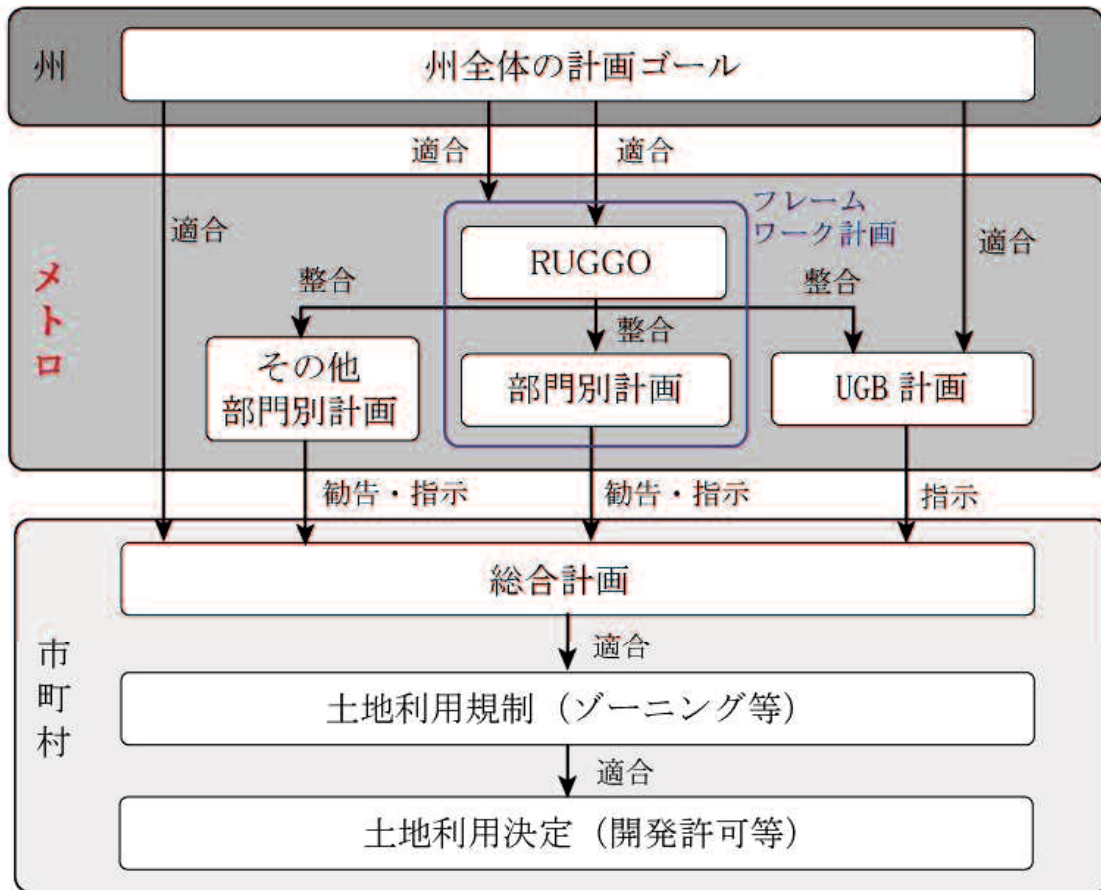 州
州全体の計画ゴール
適合
適合
適合
適合
メトロ
フレーム
ワーク計画
RUGGO
整合
整合
整合
その他
部門別計画
部門別計画
UGB 計画
勧告・指示
勧告・指示
指示
市町村
総合計画
適合
土地利用規制（ゾーニング等）
適合
土地利用決定（開発許可等）